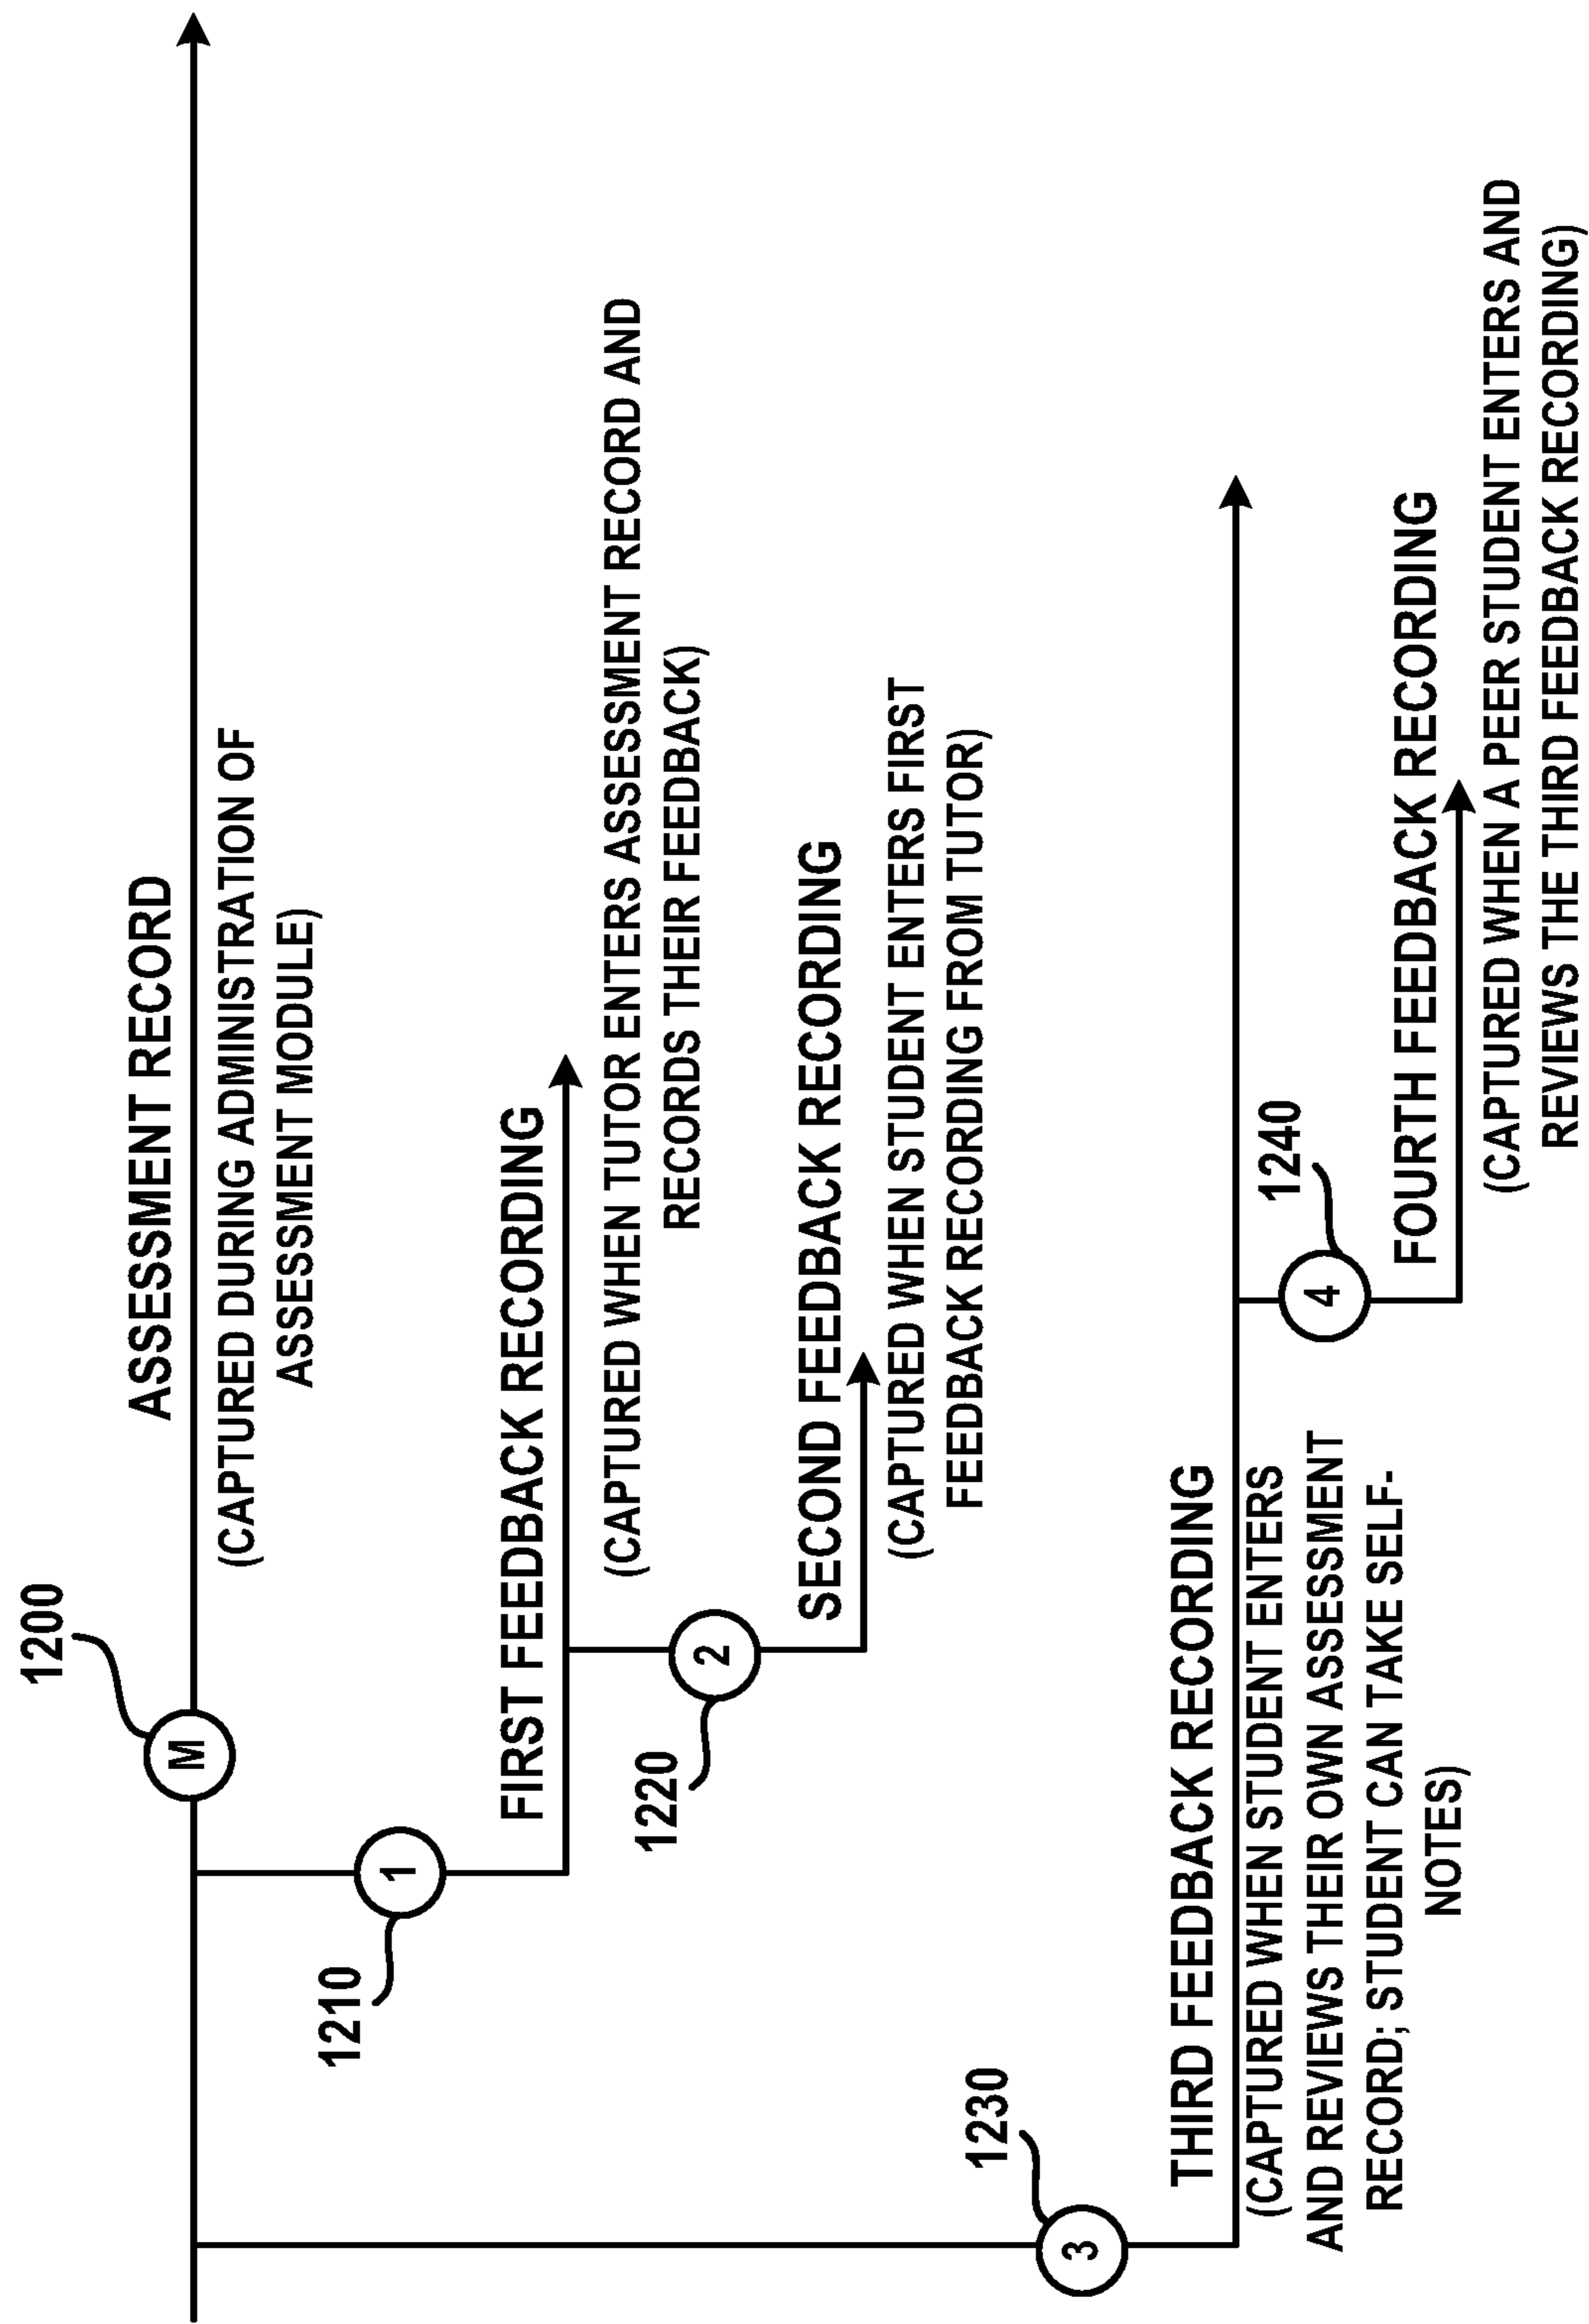 1200
M
ASSESSMENT RECORD
(CAPTURED DURING ADMINISTRATION OF
ASSESSMENT MODULE)
1210
1
FIRST FEEDBACK RECORDING
(CAPTURED WHEN TUTOR ENTERS ASSESSMENT RECORD AND
RECORDS THEIR FEEDBACK)
1220
2
SECOND FEEDBACK RECORDING
(CAPTURED WHEN STUDENT ENTERS FIRST
FEEDBACK RECORDING FROM TUTOR)
1230
3
THIRD FEEDBACK RECORDING
(CAPTURED WHEN STUDENT ENTERS
AND REVIEWS THEIR OWN ASSESSMENT
RECORD; STUDENT CAN TAKE SELF-
NOTES)
1240
4
FOURTH FEEDBACK RECORDING
(CAPTURED WHEN A PEER STUDENT ENTERS AND
REVIEWS THE THIRD FEEDBACK RECORDING)